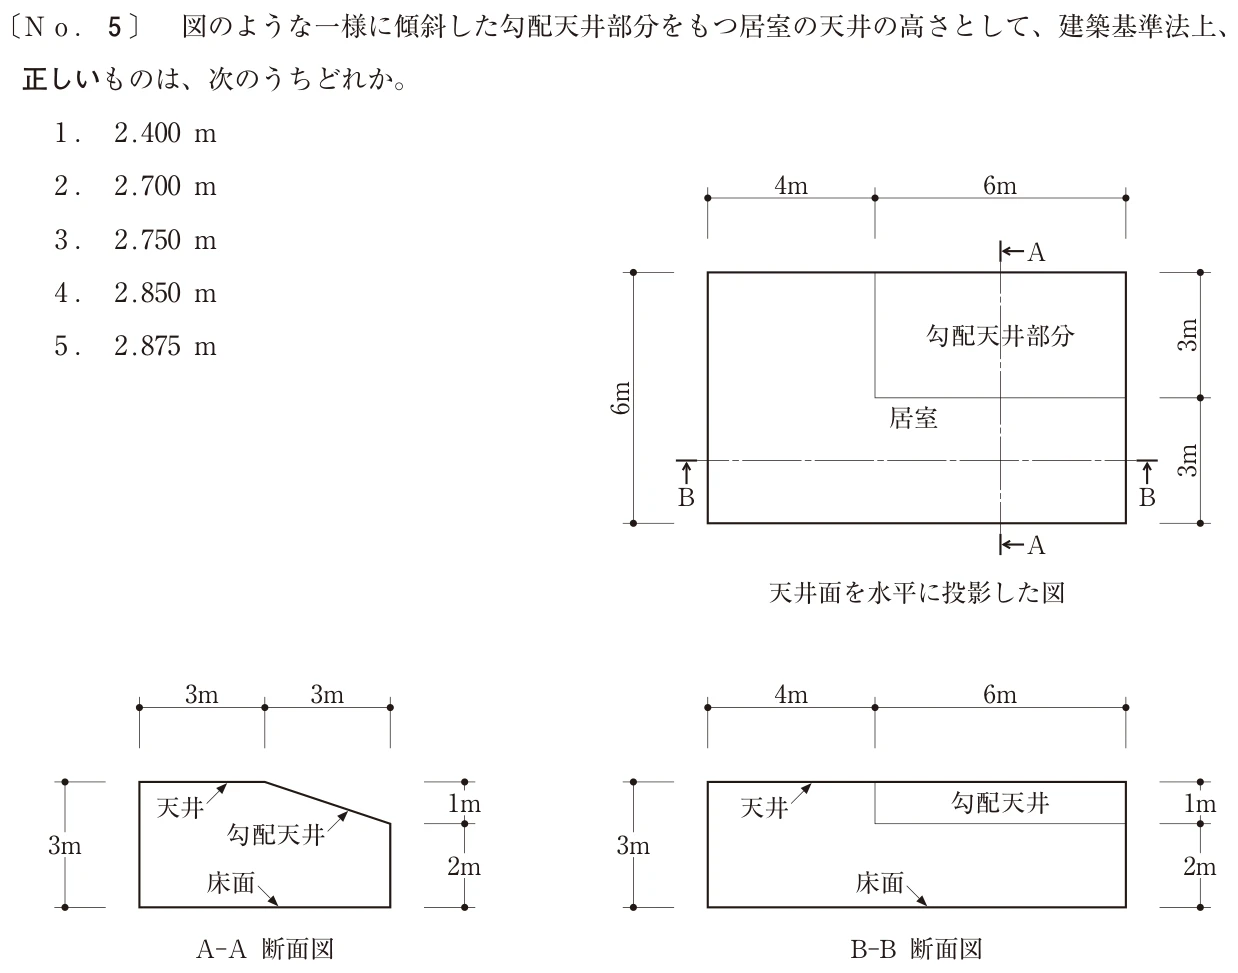 〔No. 5〕 図のような一様に傾斜した勾配天井部分をもつ居室の天井の高さとして、建築基準法上、
正しいものは、次のうちどれか。
1. 2.400 m
2. 2.700 m
3. 2.750 m
4. 2.850 m
5. 2.875 m
4m 6m
A
勾配天井部分
3m
6m
居室
3m
B B
A
天井面を水平に投影した図
3m 3m
天井
勾配天井
1m
3m
2m
床面
A-A 断面図
4m 6m
天井
勾配天井
1m
3m
2m
床面
B-B 断面図